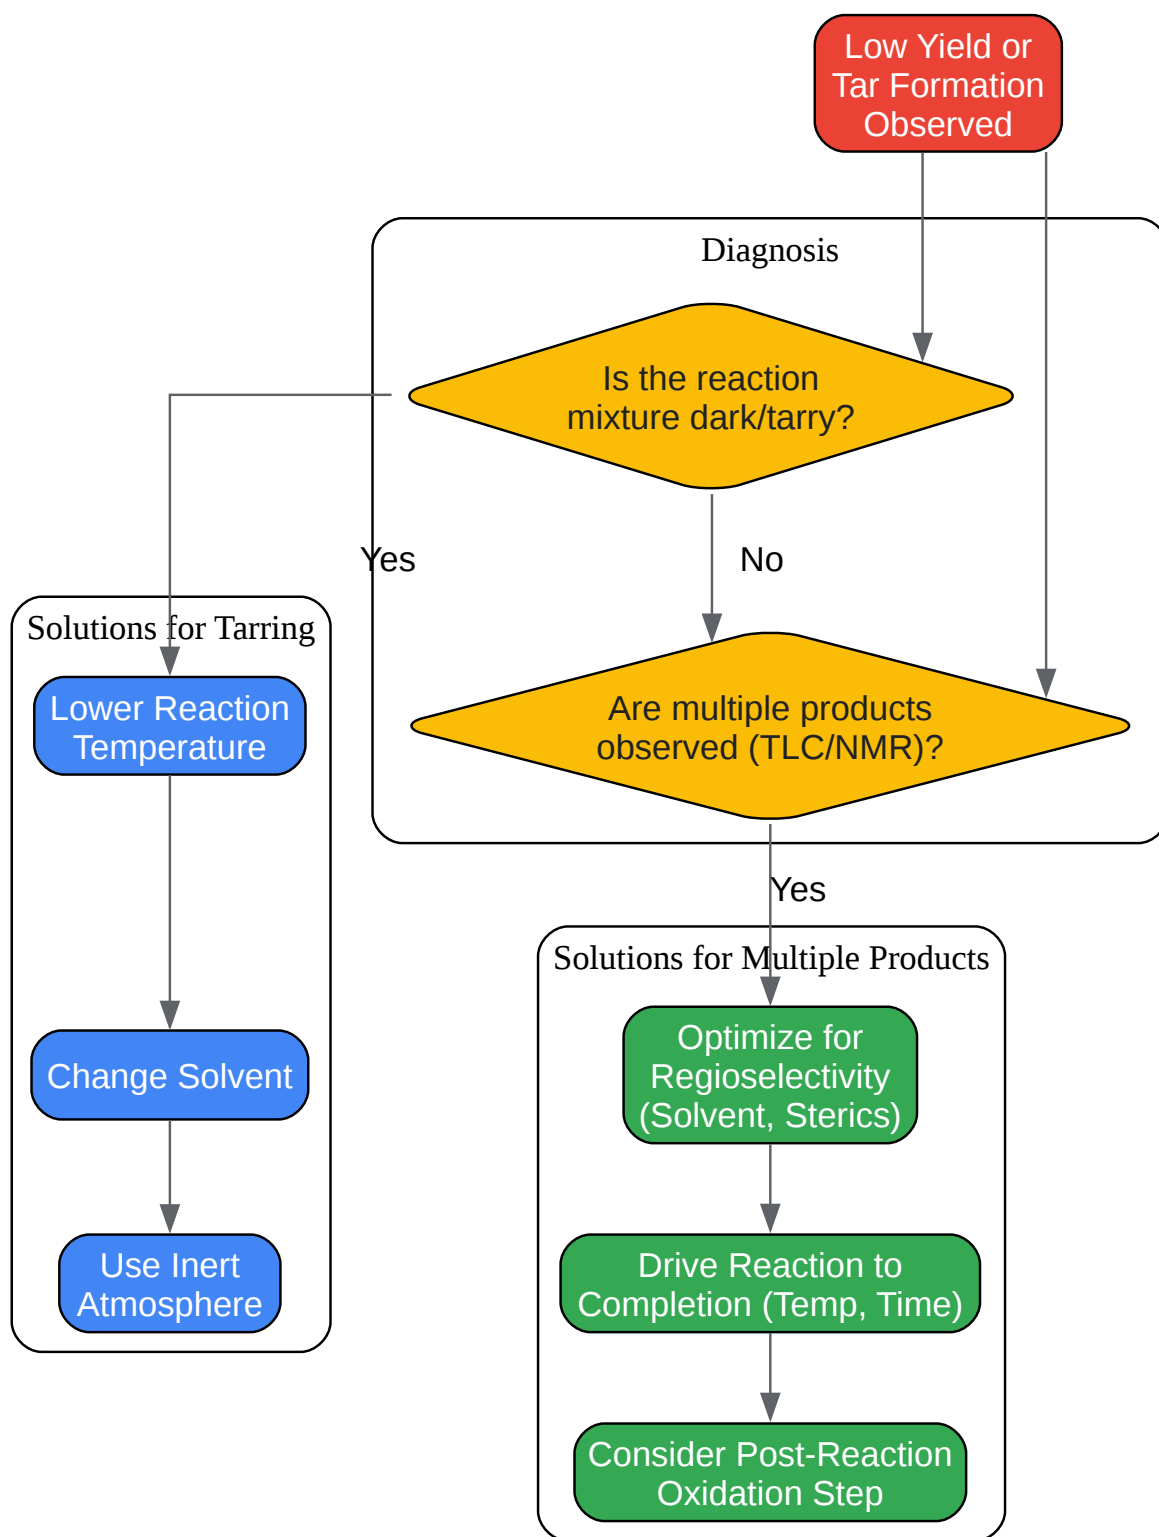 Low Yield or
Tar Formation
Observed
Diagnosis
Is the reaction
mixture dark/tarry?
Yes
No
Solutions for Tarring
Lower Reaction
Temperature
Are multiple products
observed (TLC/NMR)?
Yes
Solutions for Multiple Products
Change Solvent
Optimize for
Regioselectivity
(Solvent, Sterics)
Use Inert
Atmosphere
Drive Reaction to
Completion (Temp, Time)
Consider Post-Reaction
Oxidation Step